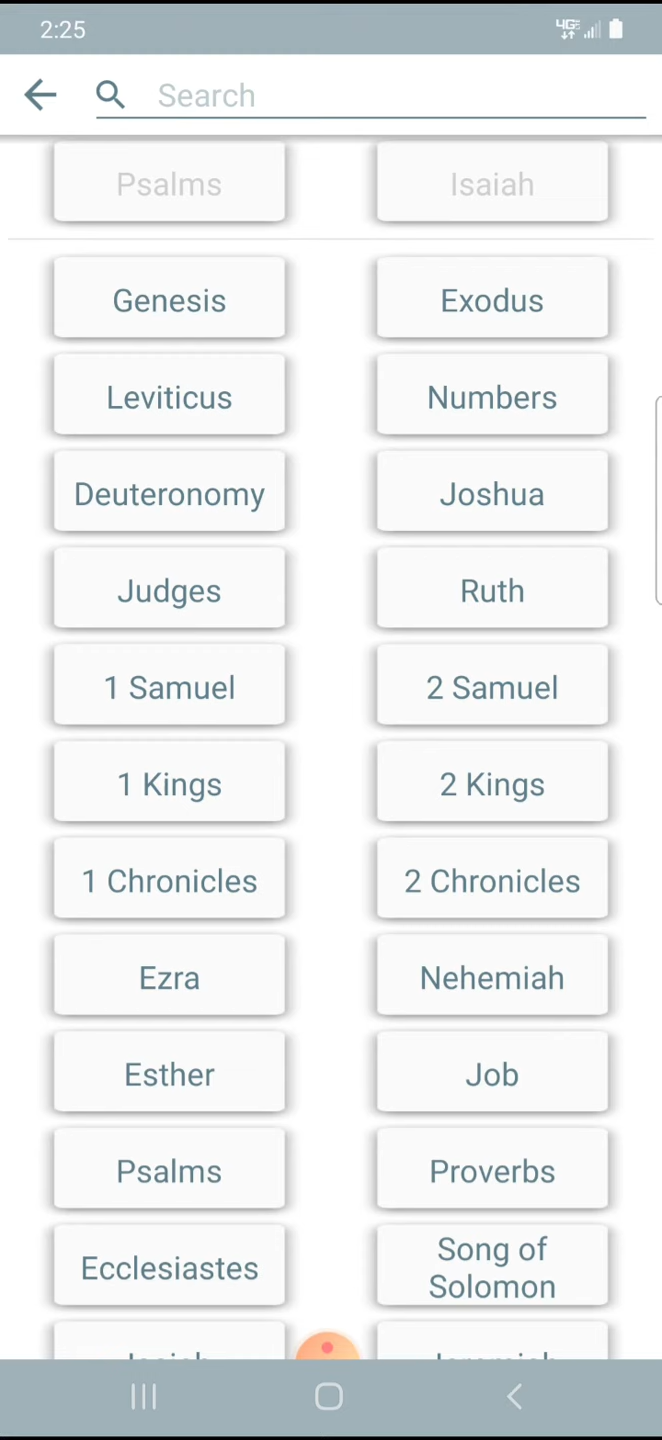 2:25
4GE
Search
Psalms
Isaiah
Genesis
Exodus
Leviticus
Numbers
Deuteronomy
Joshua
Judges
Ruth
1 Samuel
2 Samuel
1 Kings
2 Kings
1 Chronicles
2 Chronicles
Ezra
Nehemiah
Esther
Job
Psalms
Proverbs
Ecclesiastes
Song of
Solomon